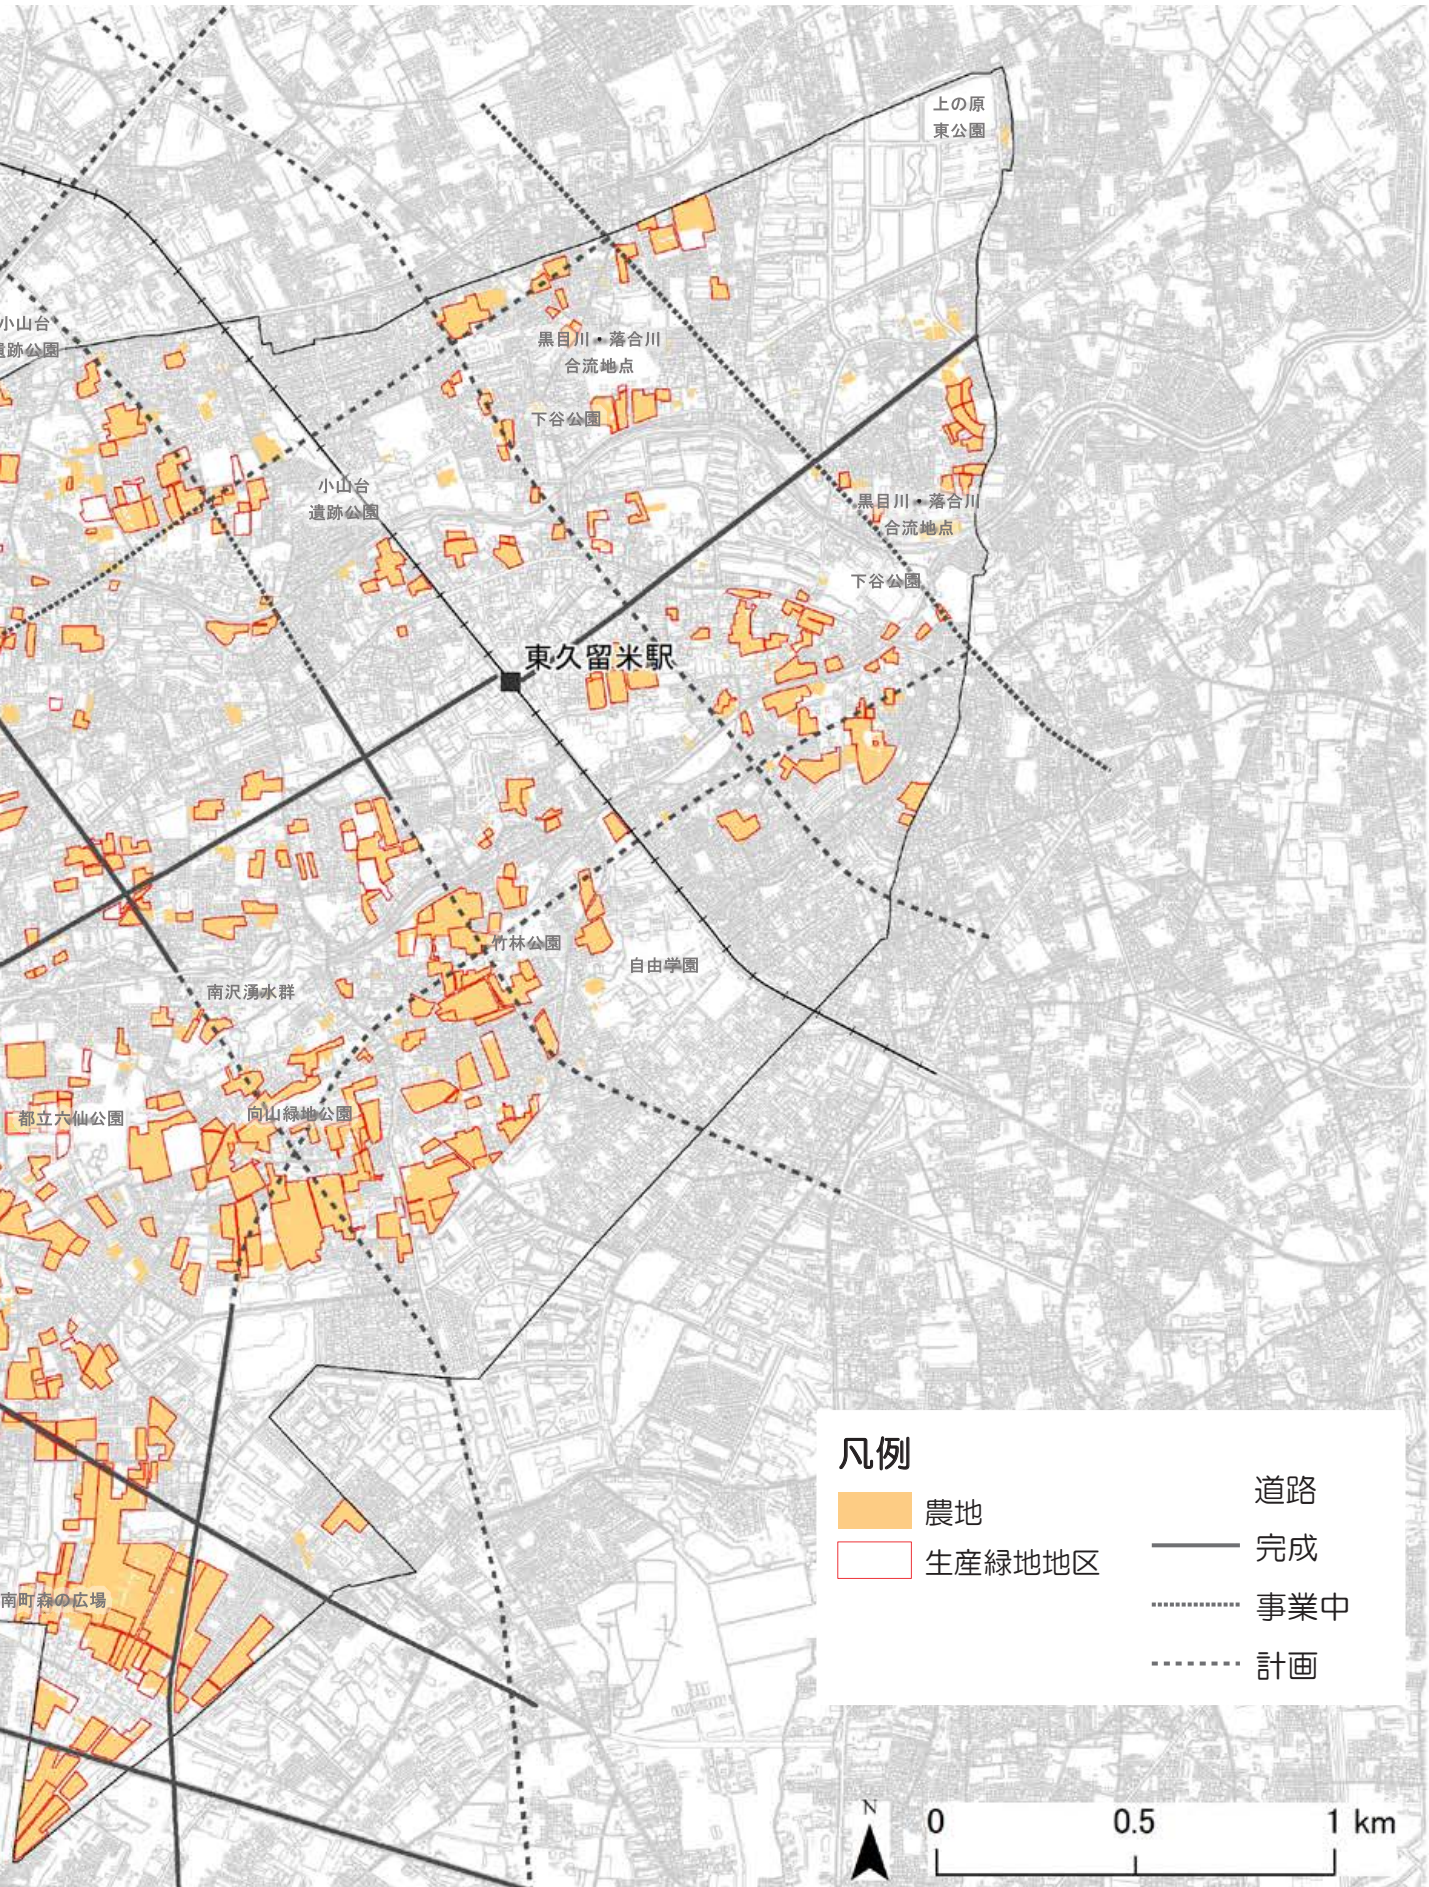 上の原
東公園
小山台
遺跡公園
黒目川・落合川
合流地点
下谷公園
小山台
遺跡公園
黒目川・落合川
合流地点
下谷公園
東久留米駅
竹林公園
自由学園
南沢湧水群
都立六仙公園
向山緑地公園
南町森の広場
凡例
農地
生産緑地地区
道路
完成
事業中
計画
N
0 0.5 1 km